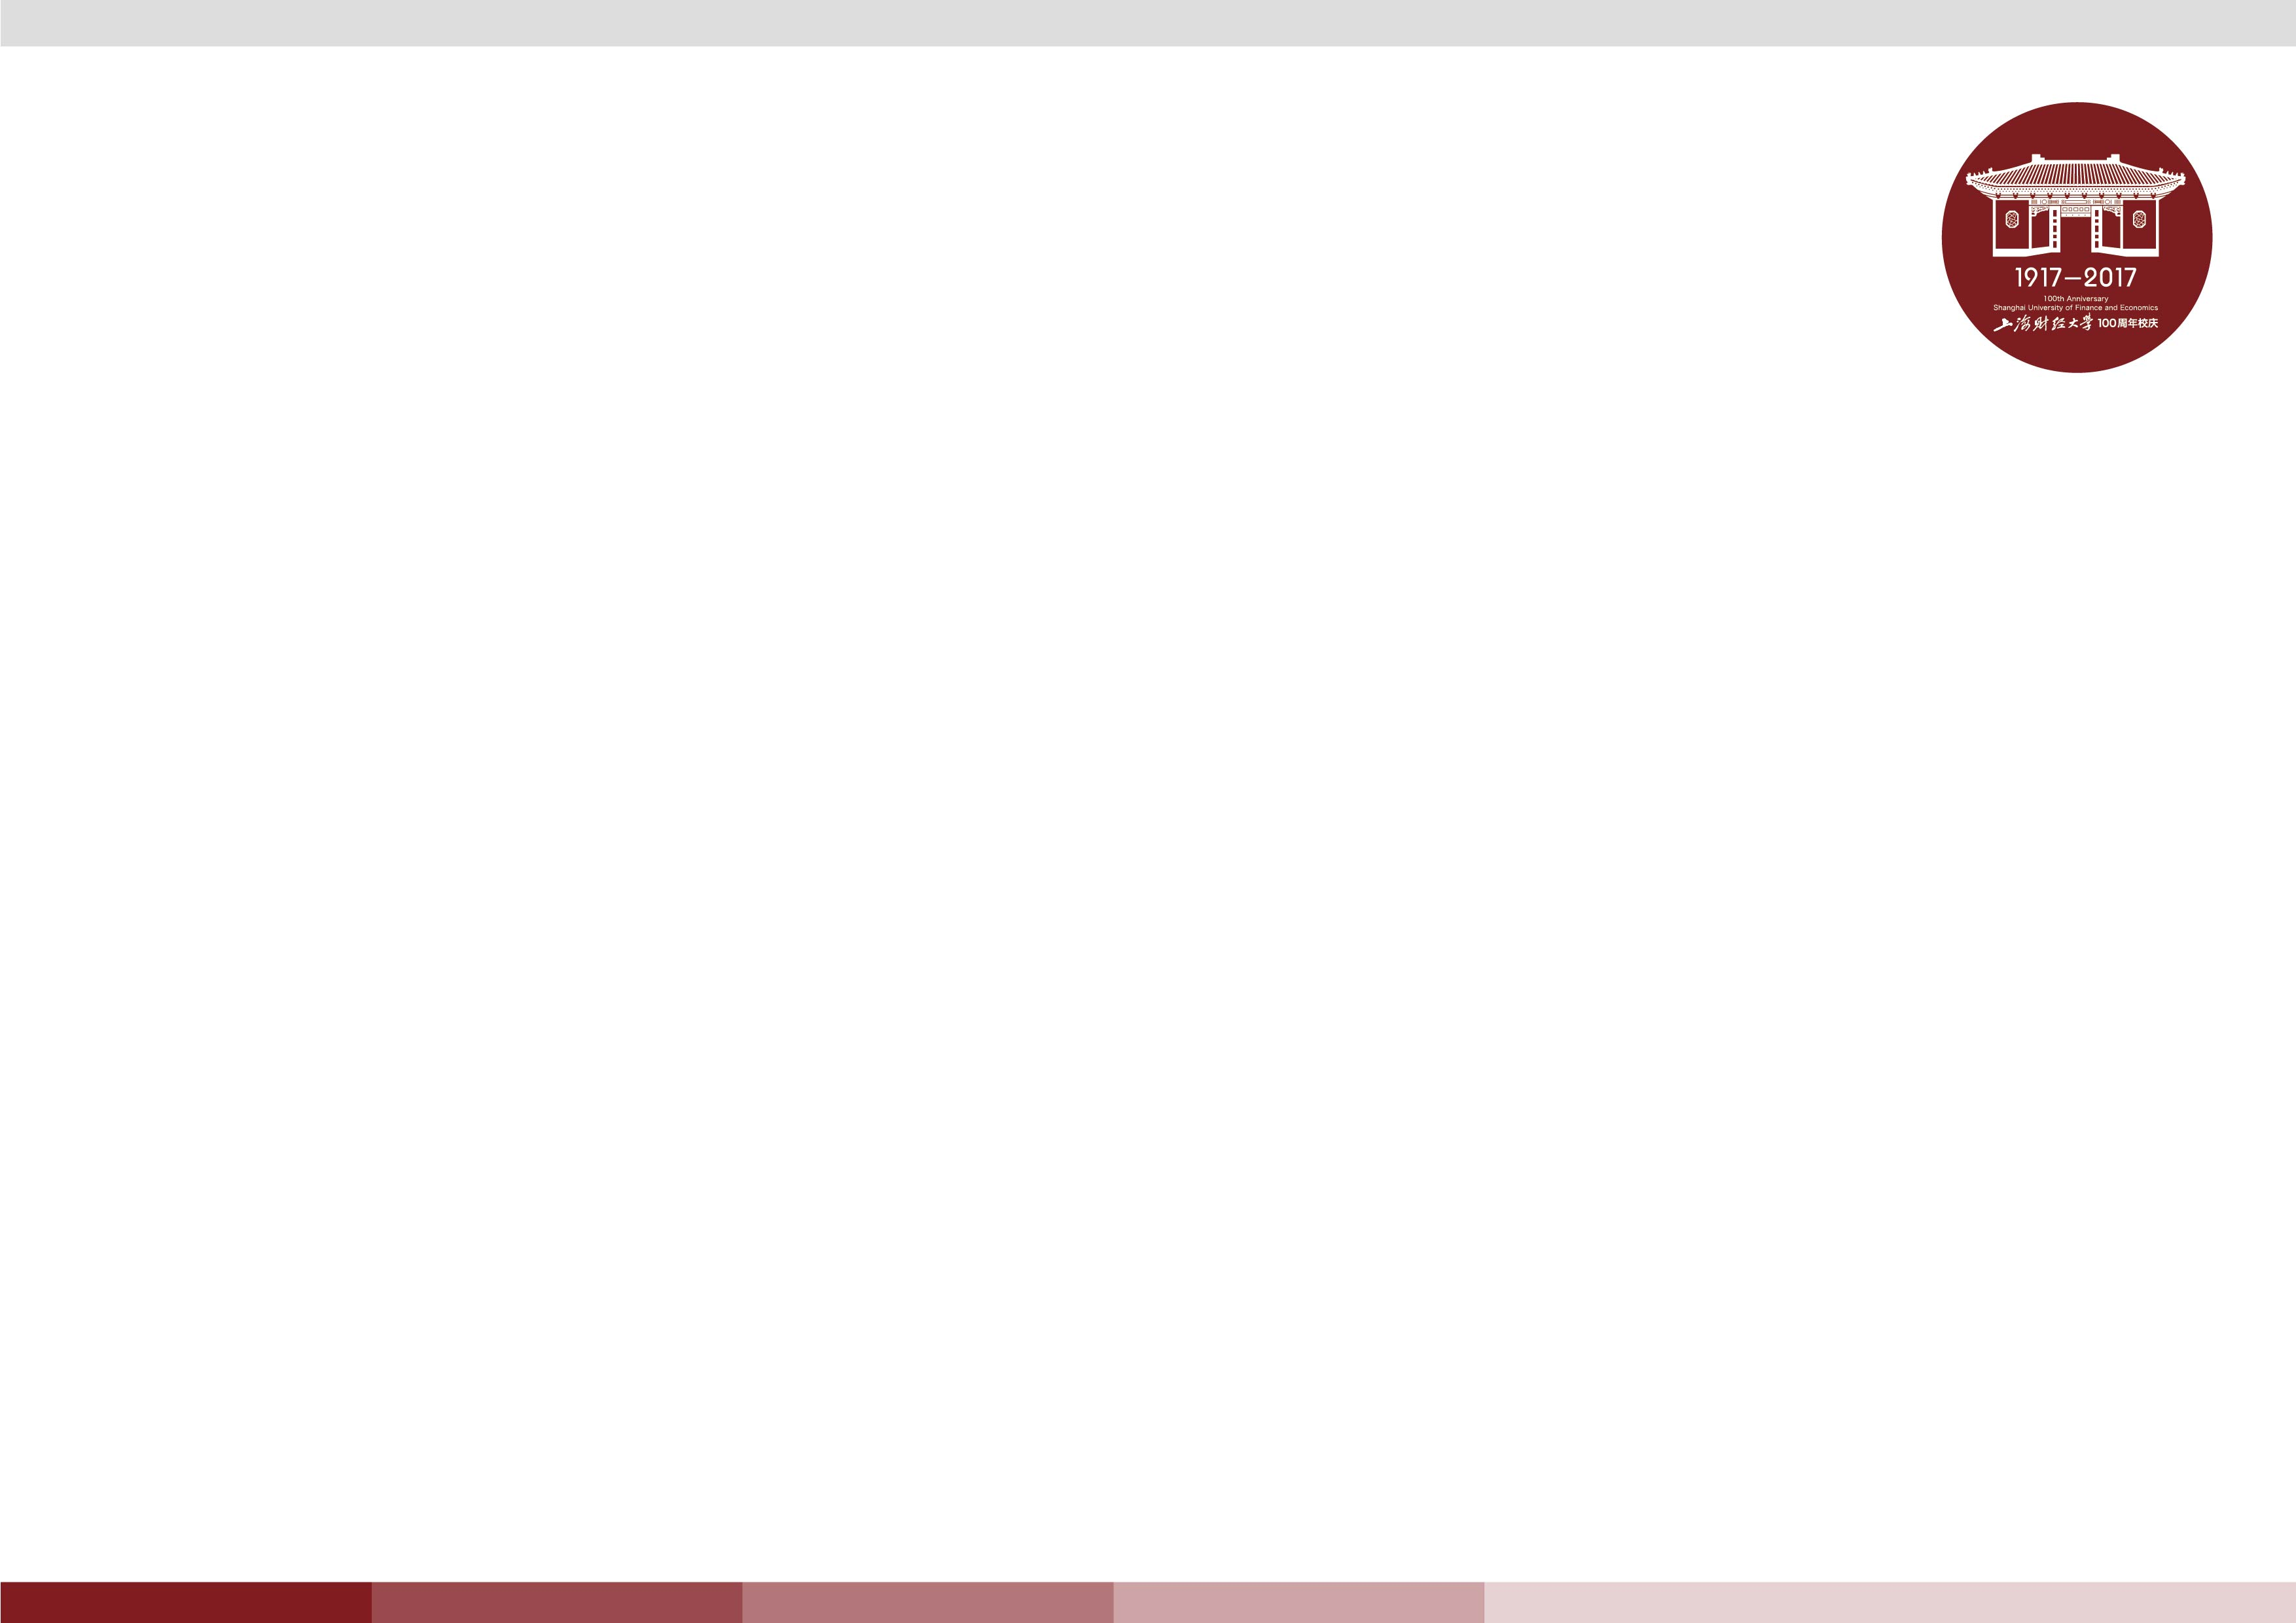 1917—2017
100th Anniversary
Shanghai University of Finance and Economics
上海财经大学 100周年校庆